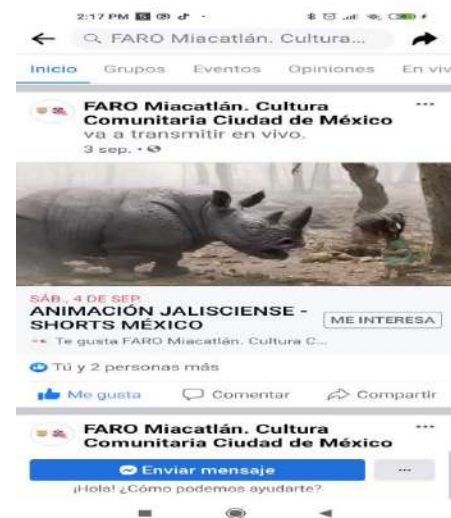 2:17 PM
FARO Miacatlán. Cultura...
Inicio Grupos Eventos Opiniones En viv
FARO Miacatlán. Cultura
Comunitaria Ciudad de México
va a transmitir en vivo.
3 sep.
SÁB., 4 DE SEP.
ANIMACIÓN JALISCIENSE -
SHORTS MÉXICO
ME INTERESA
Te gusta FARO Miacatlán. Cultura C...
Tú y 2 personas más
Me gusta Comentar Compartir
FARO Miacatlán. Cultura
Comunitaria Ciudad de México
Enviar mensaje
¡Hola! ¿Cómo podemos ayudarte?